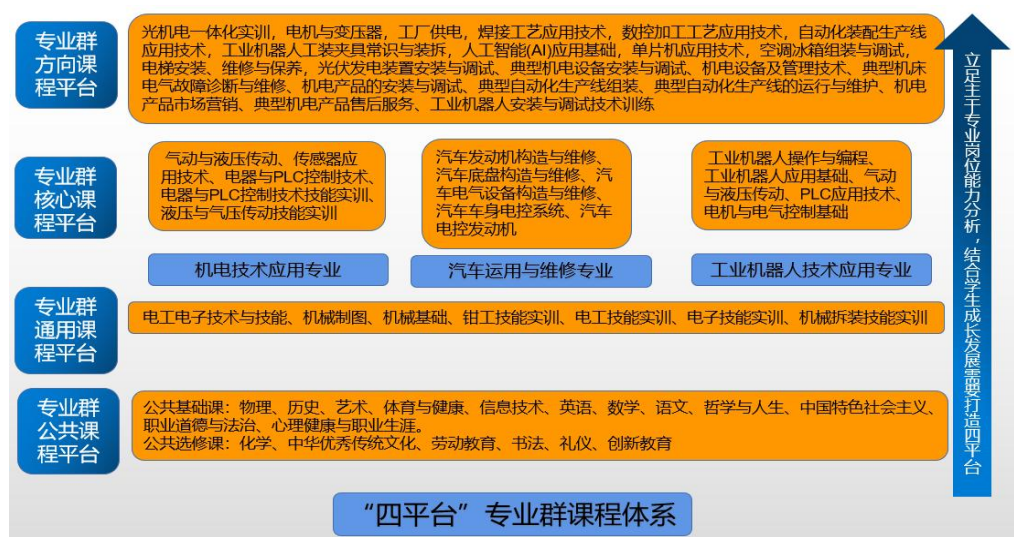 专业群
方向课
程平台
光机电一体化实训，电机与变压器，工厂供电，焊接工艺应用技术，数控加工工艺应用技术，自动化装配生产线
应用技术，工业机器人工装夹具常识与装拆，人工智能(AI)应用基础，单片机应用技术，空调冰箱组装与调试，
电梯安装、维修与保养，光伏发电装置安装与调试、典型机电设备安装与调试、机电设备及管理技术、典型机床
电气故障诊断与维修、机电产品的安装与调试、典型自动化生产线组装、典型自动化生产线的运行与维护、机电
产品市场营销、典型机电产品售后服务、工业机器人安装与调试技术训练
专业群
核心课
程平台
气动与液压传动、传感器应
用技术、电器与PLC控制技术、
电器与PLC控制技术技能实训、
液压与气压传动技能实训
汽车发动机构造与维修、
汽车底盘构造与维修、汽
车电气设备构造与维修、
汽车车身电控系统、汽车
电控发动机
工业机器人操作与编程、
工业机器人应用基础、气动
与液压传动、PLC应用技术、
电机与电气控制基础
机电技术应用专业
汽车运用与维修专业
工业机器人技术应用专业
专业群
通用课
程平台
电工电子技术与技能、机械制图、机械基础、钳工技能实训、电工技能实训、电子技能实训、机械拆装技能实训
专业群
公共课
程平台
公共基础课：物理、历史、艺术、体育与健康、信息技术、英语、数学、语文、哲学与人生、中国特色社会主义、
职业道德与法治、心理健康与职业生涯。
公共选修课：化学、中华优秀传统文化、劳动教育、书法、礼仪、创新教育
立足主干专业岗位能力分析，结合学生成长发展需要打造四平台
“四平台”专业群课程体系